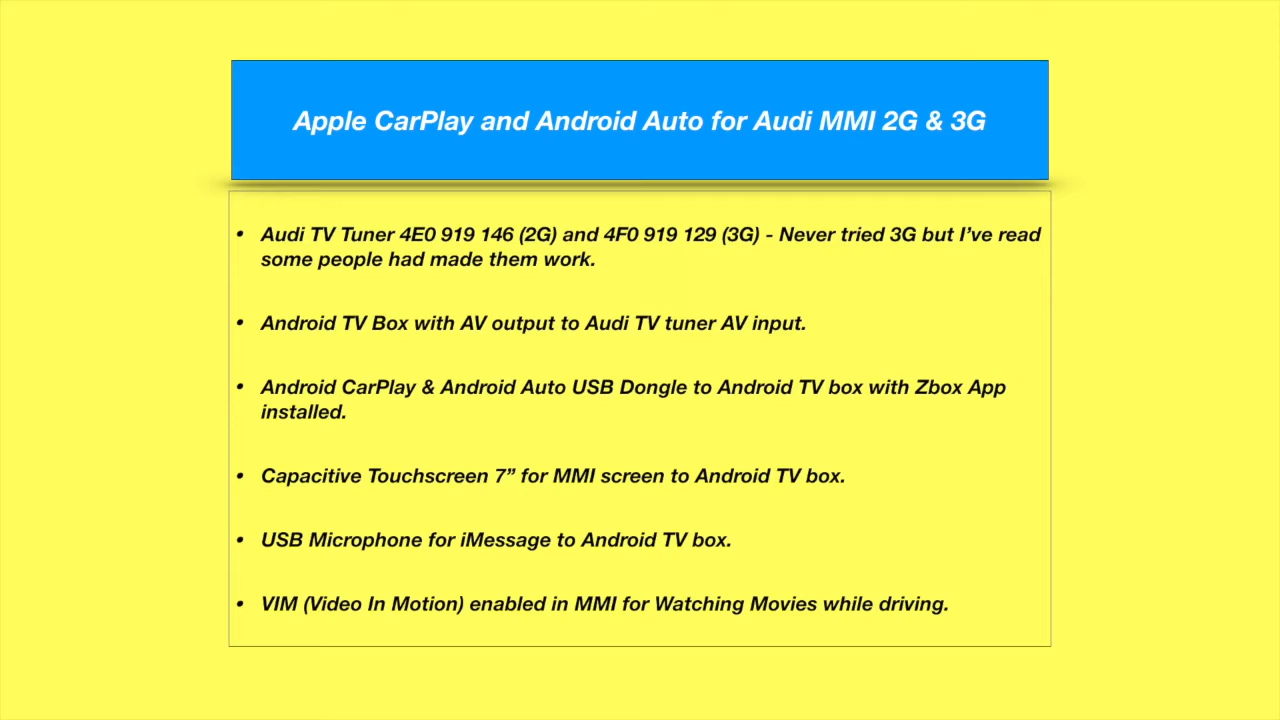 Apple CarPlay and Android Auto for Audi MMI 2G & 3G
• Audi TV Tuner 4E0 919 146 (2G) and 4F0 919 129 (3G) - Never tried 3G but I’ve read
some people had made them work.
• Android TV Box with AV output to Audi TV tuner AV input.
• Android CarPlay & Android Auto USB Dongle to Android TV box with Zbox App
installed.
• Capacitive Touchscreen 7” for MMI screen to Android TV box.
• USB Microphone for iMessage to Android TV box.
• VIM (Video In Motion) enabled in MMI for Watching Movies while driving.